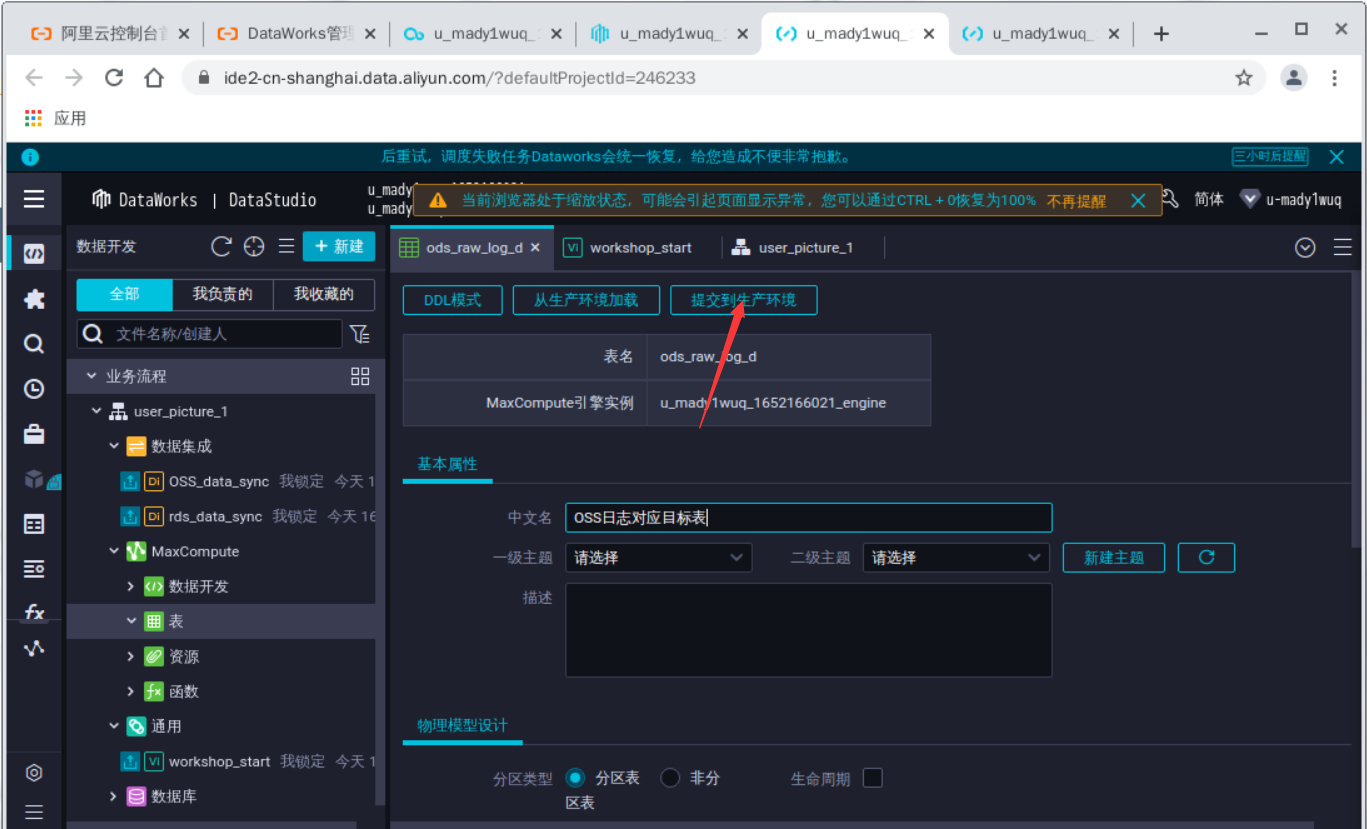 阿里云控制台首 DataWorks管理 u_mady1wuq_ u_mady1wuq_ u_mady1wuq_ u_mady1wuq_
ide2-cn-shanghai.data.aliyun.com/?defaultProjectId=246233
应用
后重试，调度失败任务Dataworks会统一恢复，给您造成不便非常抱歉。 三小时后提醒
DataWorks | DataStudio
u_mady
u_mady
当前浏览器处于缩放状态，可能会引起页面显示异常，您可以通过CTRL + 0恢复为100% 不再提醒
简体 u-mady1wuq
数据开发 + 新建
ods_raw_log_d VI workshop_start user_picture_1
全部 我负责的 我收藏的
DDL模式 从生产环境加载 提交到生产环境
文件名称/创建人
表名 ods_raw_log_d
业务流程
MaxCompute引擎实例 u_mady1wuq_1652166021_engine
user_picture_1
数据集成
基本属性
Di OSS_data_sync 我锁定 今天 1
Di rds_data_sync 我锁定 今天 16
中文名 OSS日志对应目标表
MaxCompute
一级主题 请选择 二级主题 请选择 新建主题
数据开发
描述
fx
表
资源
fx 函数
通用
物理模型设计
VI workshop_start 我锁定 今天 1
分区类型 分区表 非分
区表
生命周期
数据库